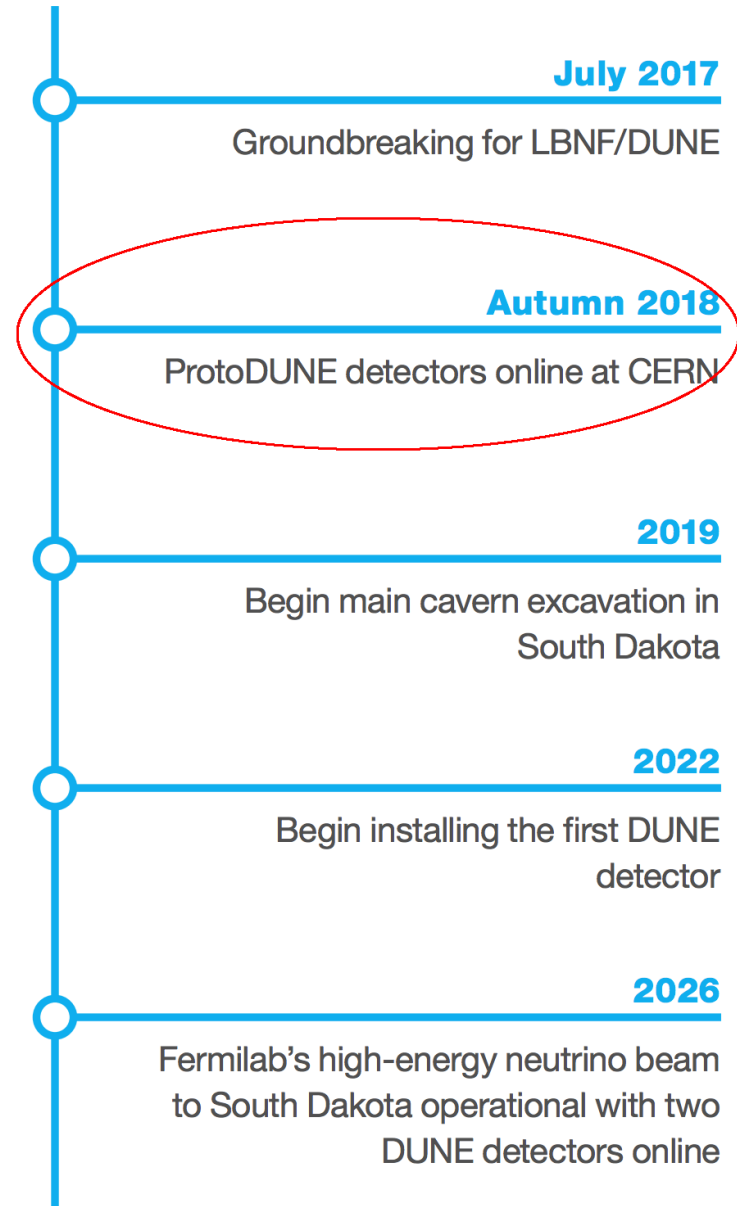 July 2017
Groundbreaking for LBNF/DUNE
Autumn 2018
ProtoDUNE detectors online at CERN
2019
Begin main cavern excavation in
South Dakota
2022
Begin installing the first DUNE
detector
2026
Fermilab’s high-energy neutrino beam
to South Dakota operational with two
DUNE detectors online